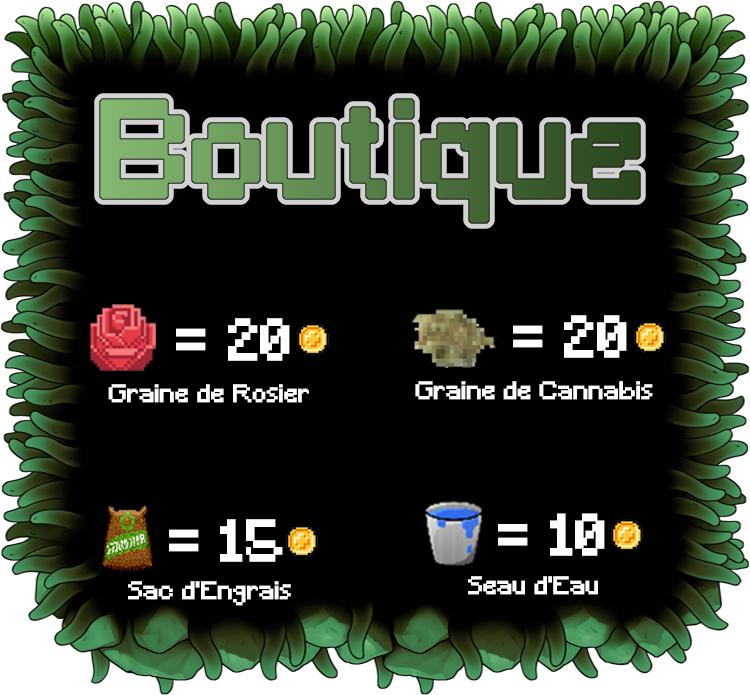 Boutique
= 20
= 20
Graine de Rosier
Graine de Cannabis
= 15
= 10
Sac d'Engrais
Seau d'Eau